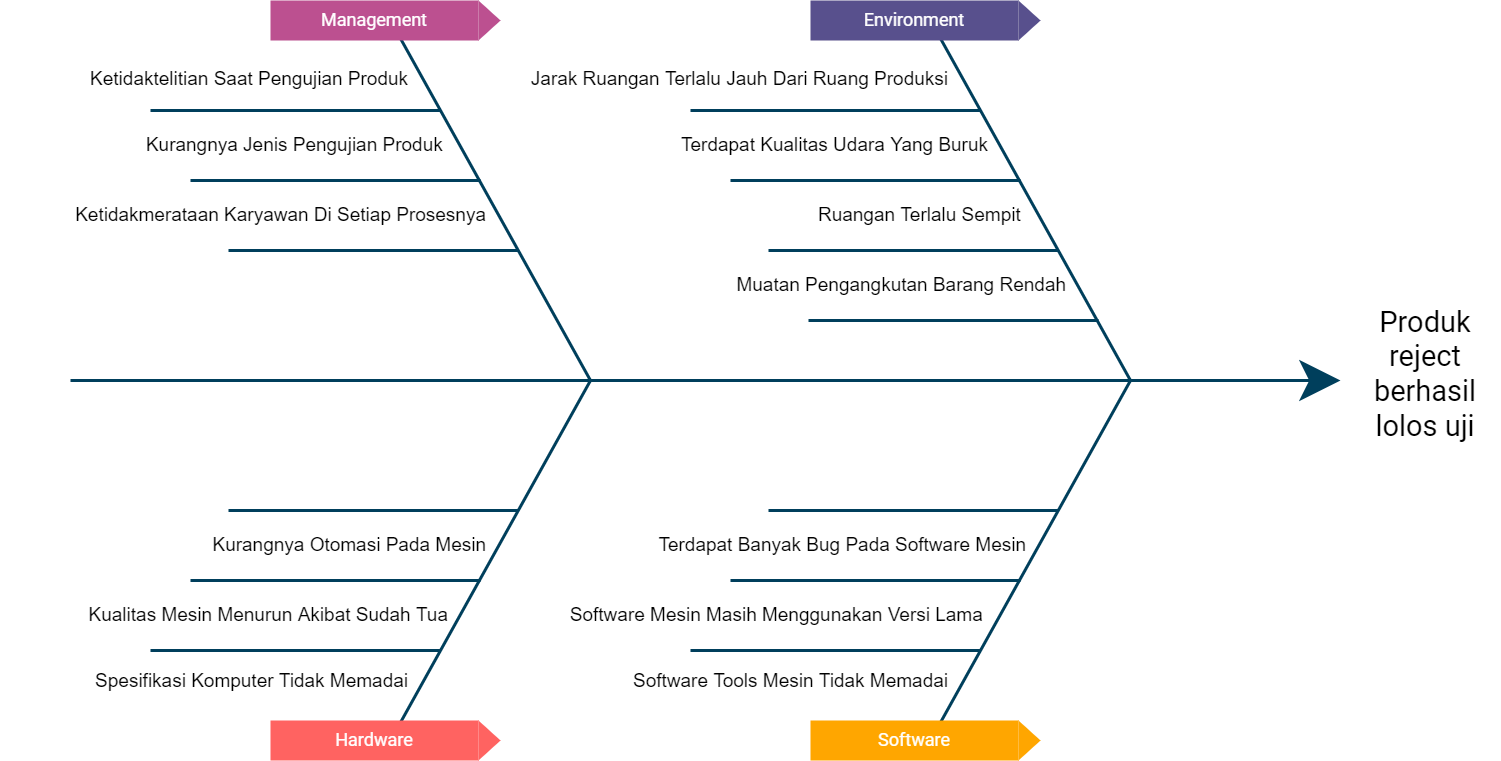 Management
Ketidaktelitian Saat Pengujian Produk
Kurangnya Jenis Pengujian Produk
Ketidakmerataan Karyawan Di Setiap Prosesnya
Environment
Jarak Ruangan Terlalu Jauh Dari Ruang Produksi
Terdapat Kualitas Udara Yang Buruk
Ruangan Terlalu Sempit
Muatan Pengangkutan Barang Rendah
Produk
reject
berhasil
lolos uji
Kurangnya Otomasi Pada Mesin
Kualitas Mesin Menurun Akibat Sudah Tua
Spesifikasi Komputer Tidak Memadai
Hardware
Terdapat Banyak Bug Pada Software Mesin
Software Mesin Masih Menggunakan Versi Lama
Software Tools Mesin Tidak Memadai
Software